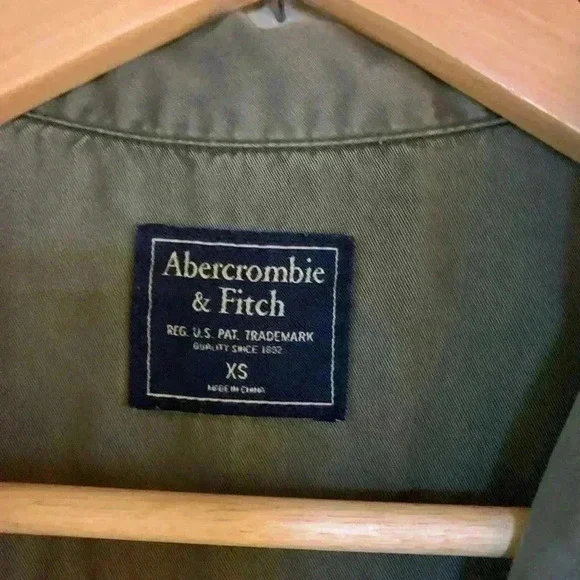 Abercrombie
& Fitch
REG. U.S. PAT. TRADEMARK
QUALITY SINCE 1892
XS
MADE IN CHINA